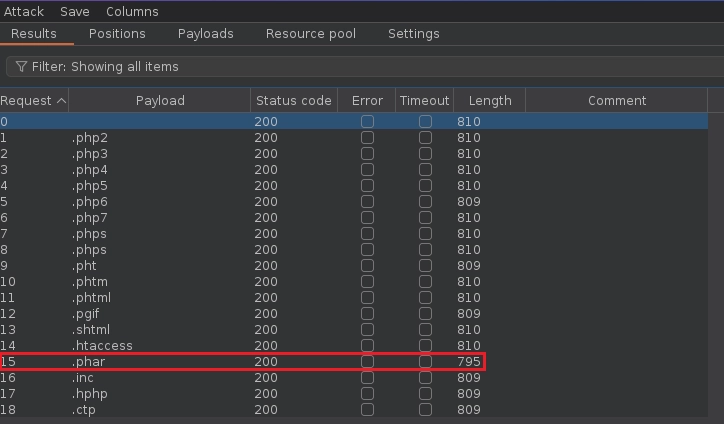 Attack Save Columns
Results Positions Payloads Resource pool Settings
Filter: Showing all items
Request Payload Status code Error Timeout Length Comment
0 200 810
1 .php2 200 810
2 .php3 200 810
3 .php4 200 810
4 .php5 200 810
5 .php6 200 809
6 .php7 200 810
7 .phps 200 810
8 .phps 200 810
9 .pht 200 809
10 .phtm 200 810
11 .phtml 200 810
12 .pgif 200 809
13 .shtml 200 810
14 .htaccess 200 810
15 .phar 200 795
16 .inc 200 809
17 .hphp 200 809
18 .ctp 200 809